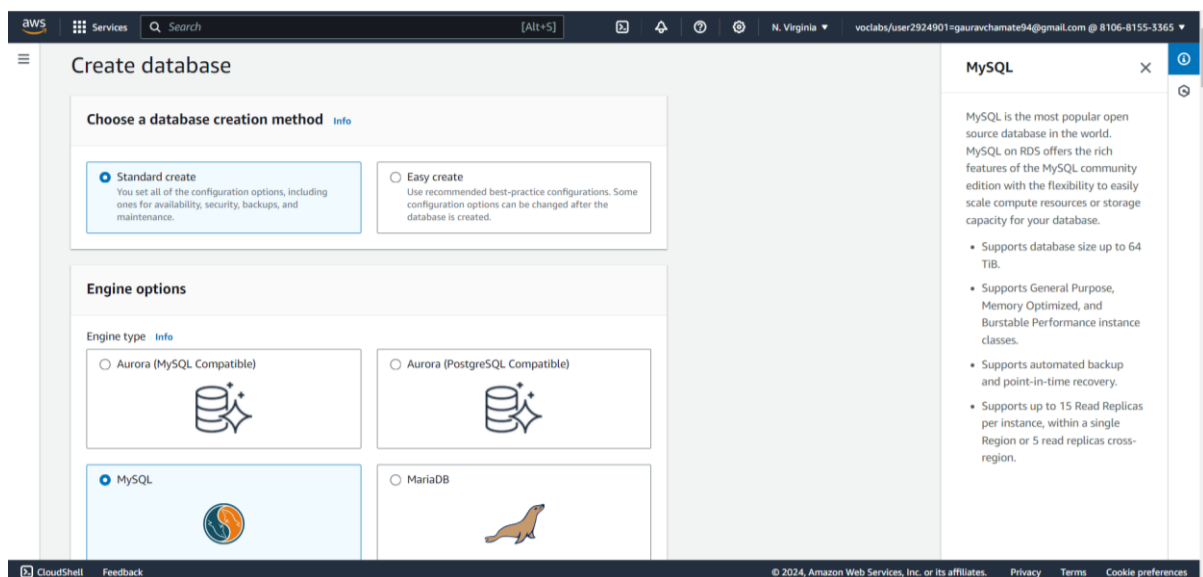 aws
Services
Search
[Alt+S]
N. Virginia ▼
voclabs/user2924901=gauravchamate94@gmail.com @ 8106-8155-3365 ▼
Create database
Choose a database creation method Info
Standard create
You set all of the configuration options, including
ones for availability, security, backups, and
maintenance.
Easy create
Use recommended best-practice configurations. Some
configuration options can be changed after the
database is created.
Engine options
Engine type Info
Aurora (MySQL Compatible)
Aurora (PostgreSQL Compatible)
MySQL
MariaDB
MySQL
MySQL is the most popular open
source database in the world.
MySQL on RDS offers the rich
features of the MySQL community
edition with the flexibility to easily
scale compute resources or storage
capacity for your database.
• Supports database size up to 64
TiB.
• Supports General Purpose,
Memory Optimized, and
Burstable Performance instance
classes.
• Supports automated backup
and point-in-time recovery.
• Supports up to 15 Read Replicas
per instance, within a single
Region or 5 read replicas cross-
region.
CloudShell
Feedback
© 2024, Amazon Web Services, Inc. or its affiliates.
Privacy
Terms
Cookie preferences